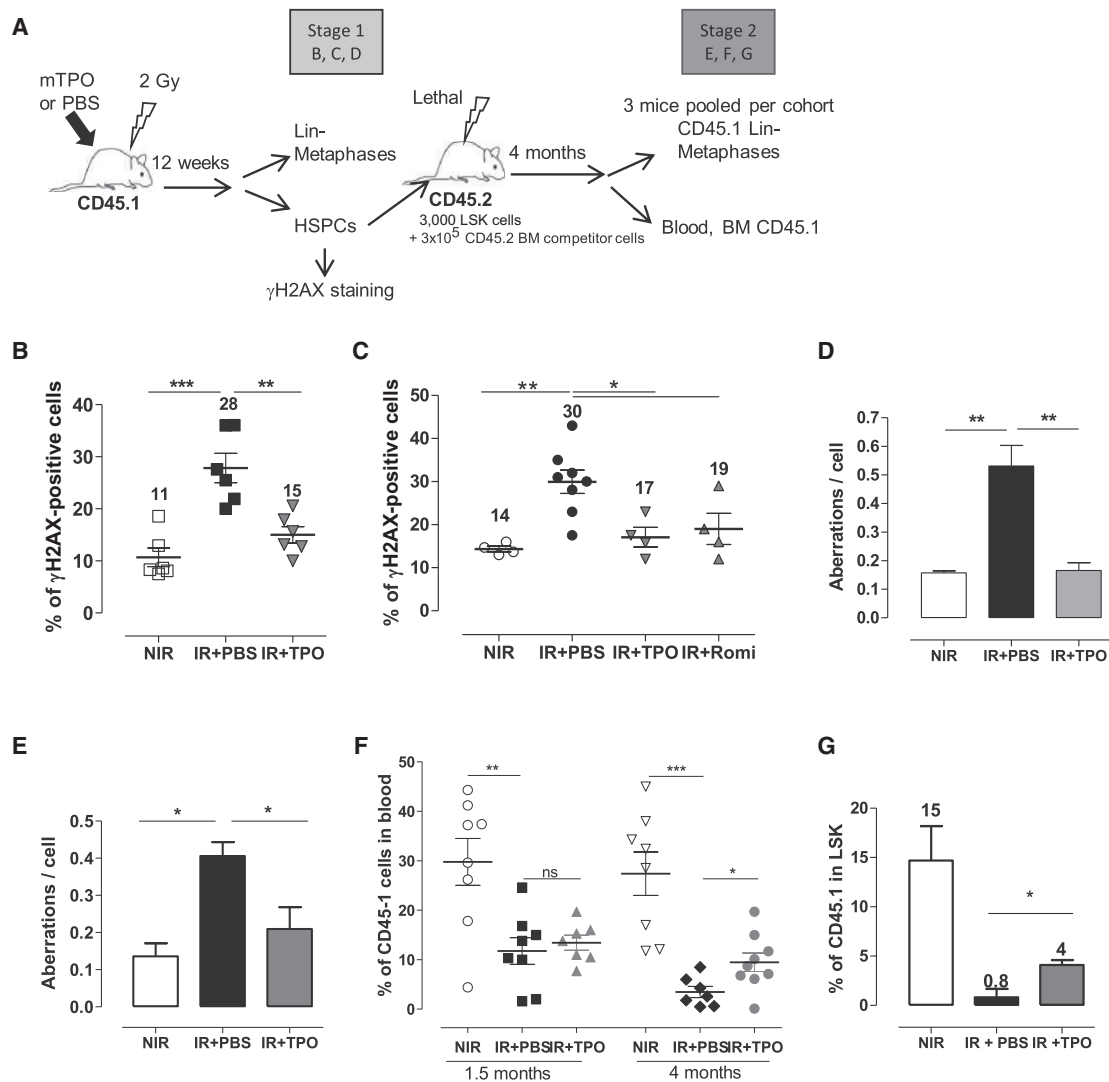 A
Stage 1
B, C, D
Stage 2
E, F, G
mTPO
or PBS
2 Gy
CD45.1
12 weeks
Lin-
Metaphases
HSPCs
γH2AX staining
Lethal
CD45.2
3,000 LSK cells
+ 3x10^5 CD45.2 BM competitor cells
4 months
3 mice pooled per cohort
CD45.1 Lin-
Metaphases
Blood, BM CD45.1
B
% of γH2AX-positive cells
40
30
20
10
0
***
**
11
28
15
NIR
IR+PBS
IR+TPO
C
% of γH2AX-positive cells
50
40
30
20
10
0
**
*
14
30
17
19
NIR
IR+PBS
IR+TPO
IR+Romi
D
Aberrations / cell
0.7
0.6
0.5
0.4
0.3
0.2
0.1
0.0
**
**
NIR
IR+PBS
IR+TPO
E
Aberrations / cell
0.5
0.4
0.3
0.2
0.1
0.0
*
*
NIR
IR+PBS
IR+TPO
F
% of CD45-1 cells in blood
50
40
30
20
10
0
**
ns
***
*
NIR
IR+PBS
IR+TPO
NIR
IR+PBS
IR+TPO
1.5 months
4 months
G
% of CD45.1 in LSK
20
15
10
5
0
15
0.8
4
*
NIR
IR + PBS
IR +TPO